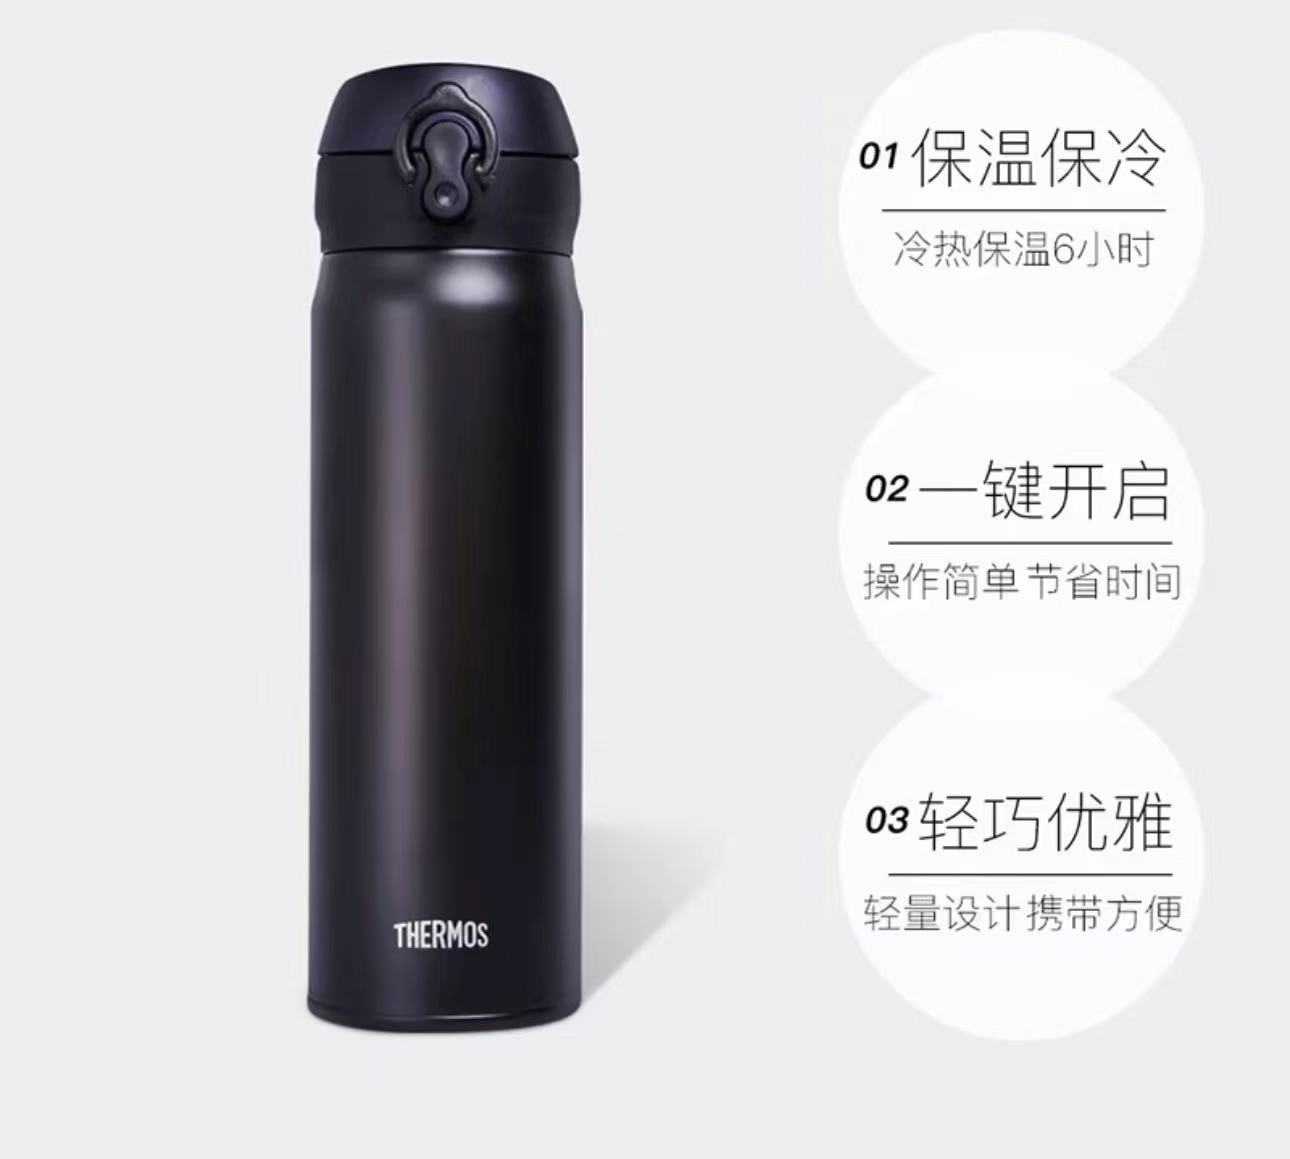 01 保温保冷
冷热保温6小时
02 一键开启
操作简单 节省时间
03 轻巧优雅
轻量设计 携带方便
THERMOS